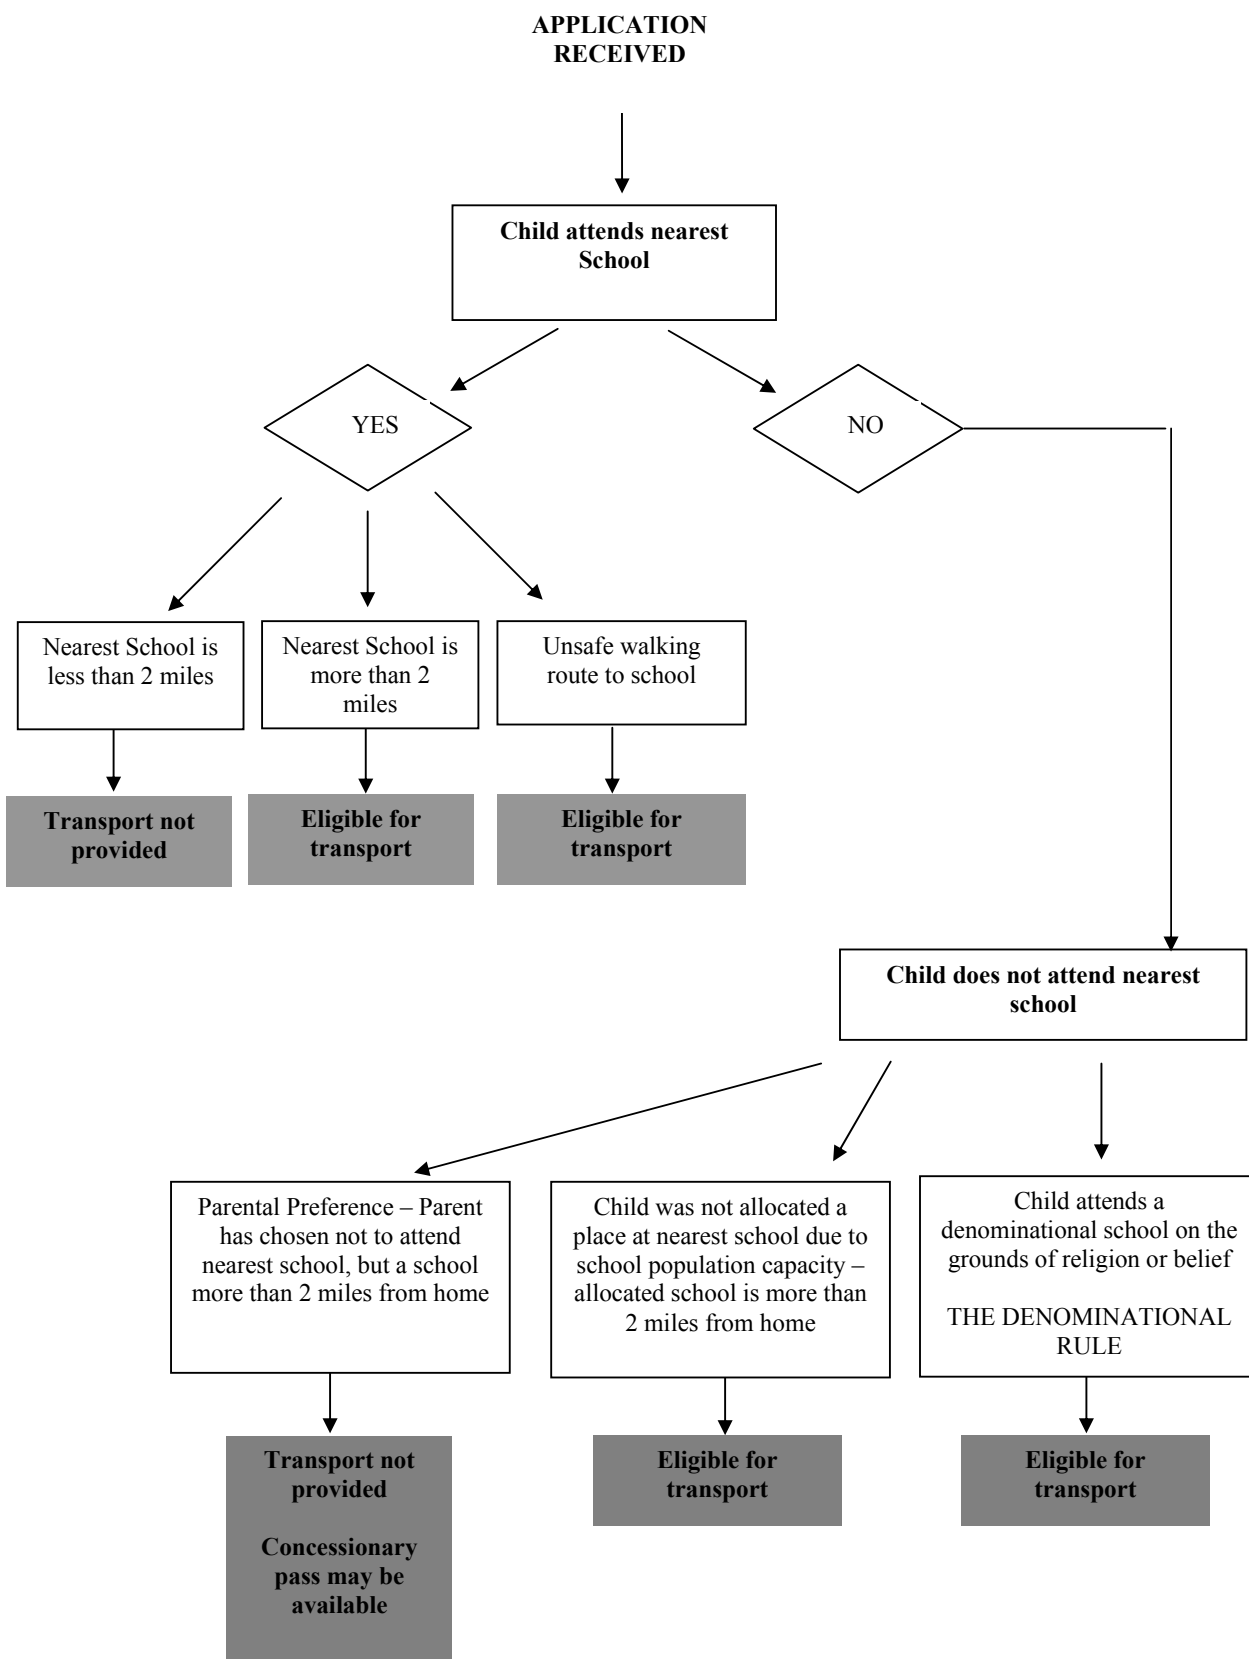 APPLICATION
RECEIVED
Child attends nearest
School
YES
NO
Nearest School is
less than 2 miles
Nearest School is
more than 2
miles
Unsafe walking
route to school
Transport not
provided
Eligible for
transport
Eligible for
transport
Child does not attend nearest
school
Parental Preference – Parent
has chosen not to attend
nearest school, but a school
more than 2 miles from home
Child was not allocated a
place at nearest school due to
school population capacity –
allocated school is more than
2 miles from home
Child attends a
denominational school on the
grounds of religion or belief
THE DENOMINATIONAL
RULE
Transport not
provided
Concessionary
pass may be
available
Eligible for
transport
Eligible for
transport